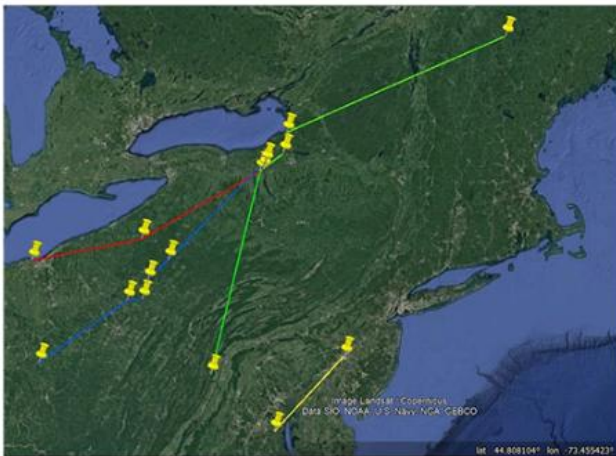 Image Landsat / Copernicus
Data SIO, NOAA, U.S. Navy, NGA, GEBCO
lat 44.808104° lon -73.455423°